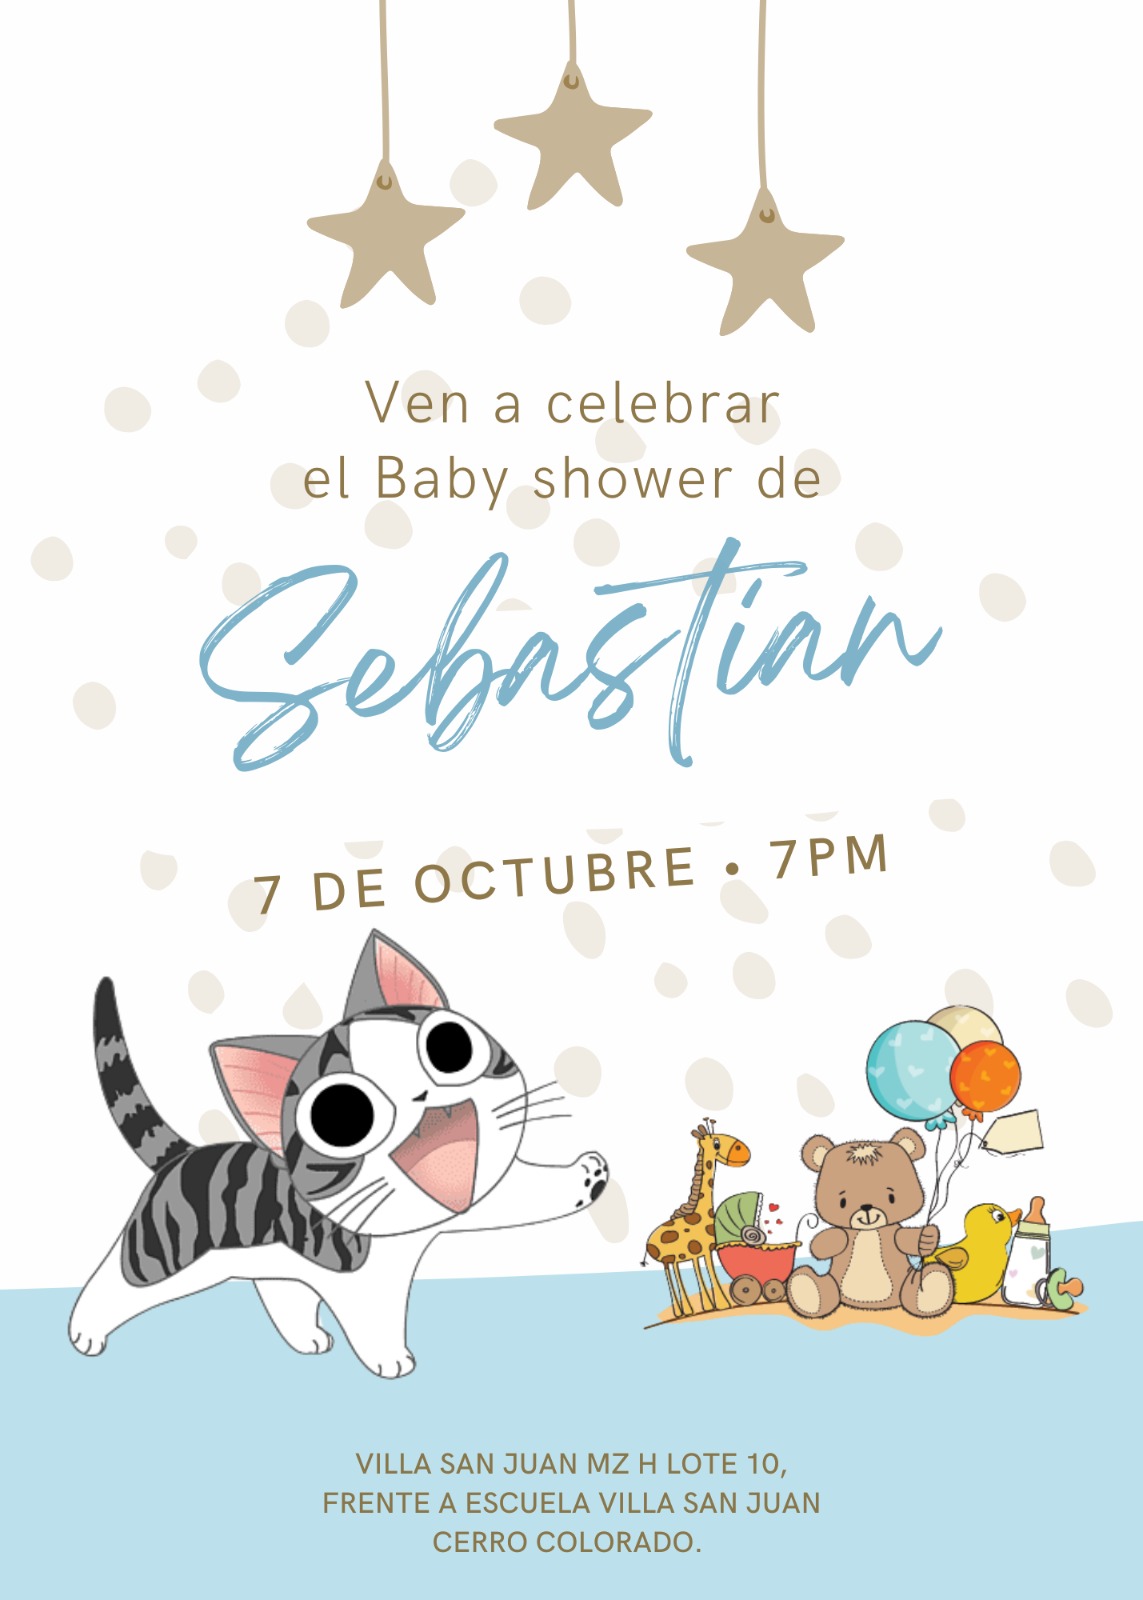 Ven a celebrar
el Baby shower de
Sebastian
7 DE OCTUBRE • 7PM
VILLA SAN JUAN MZ H LOTE 10,
FRENTE A ESCUELA VILLA SAN JUAN
CERRO COLORADO.